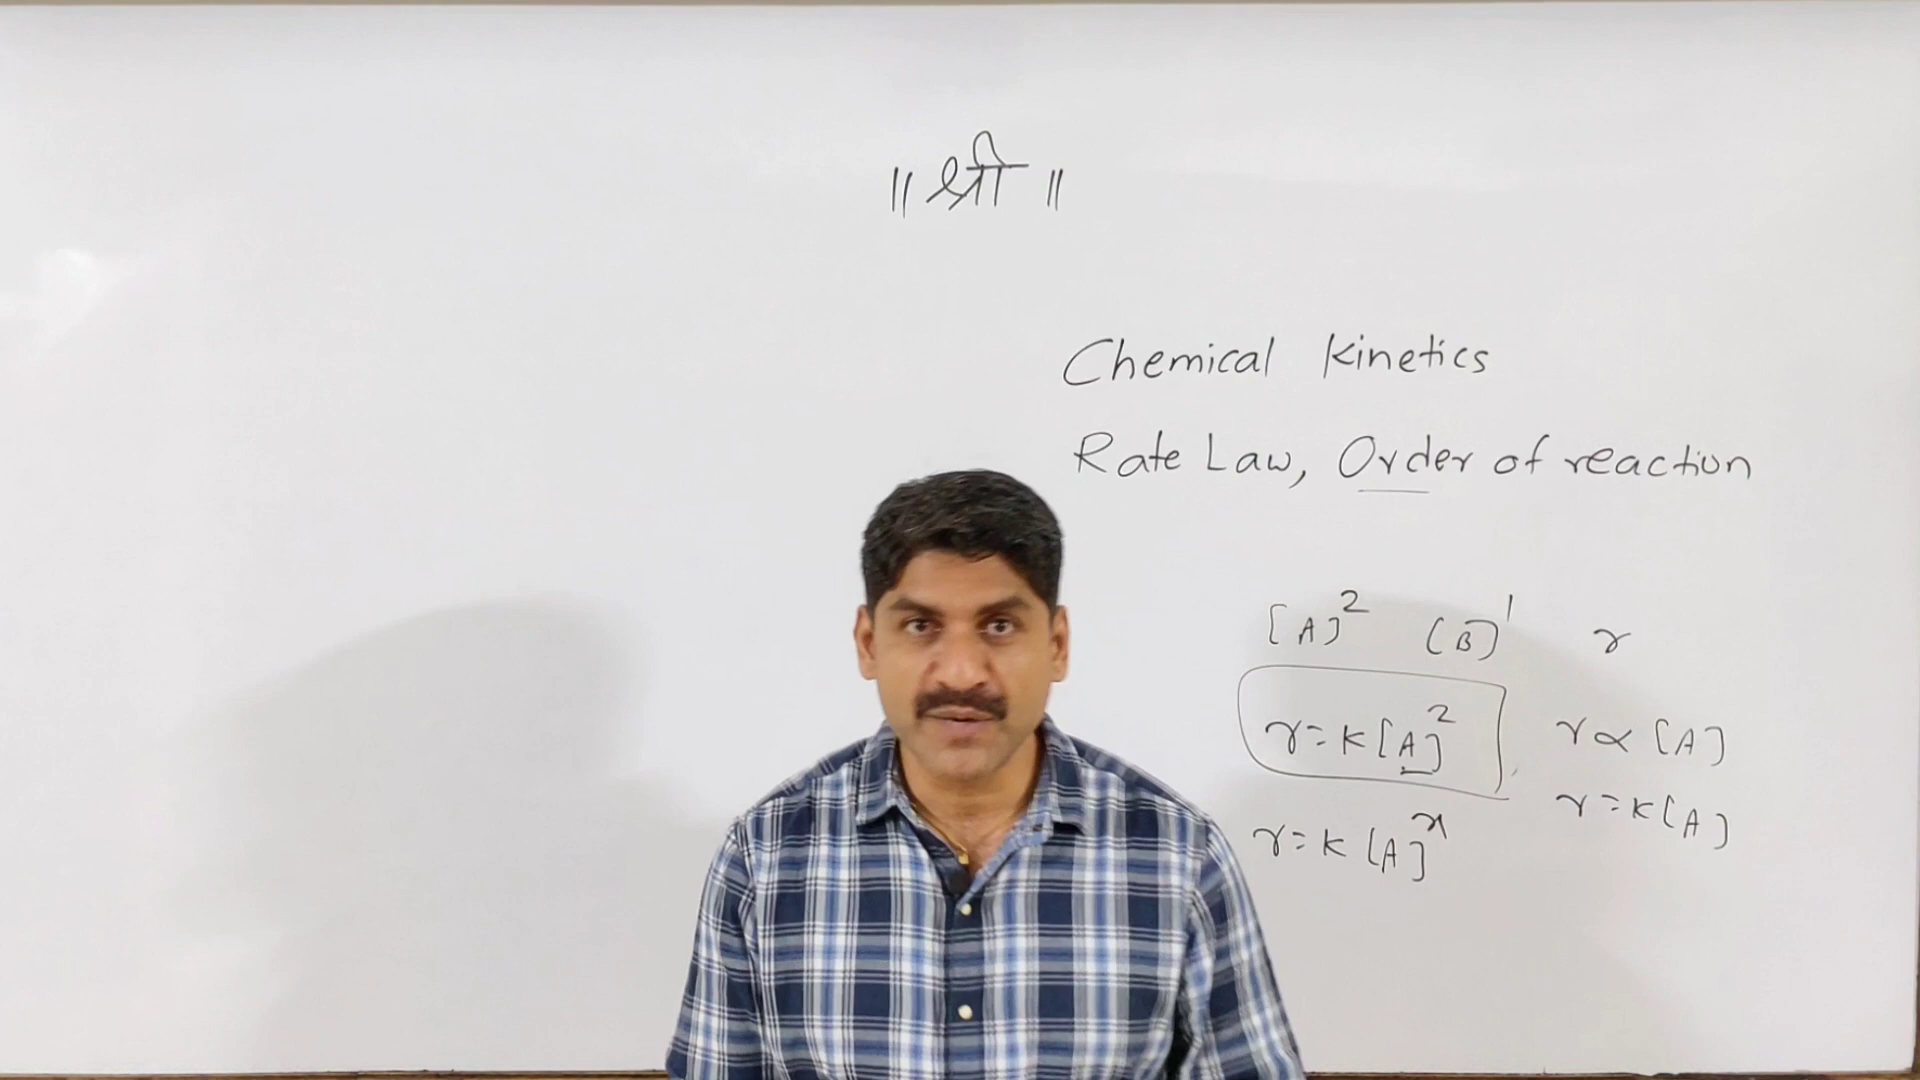 ॥ श्री ॥
Chemical Kinetics
Rate Law, Order of reaction
[A]² [B]¹ r
r = k[A]² r ∝ [A]
r = k[A]
r = k[A]ˣ